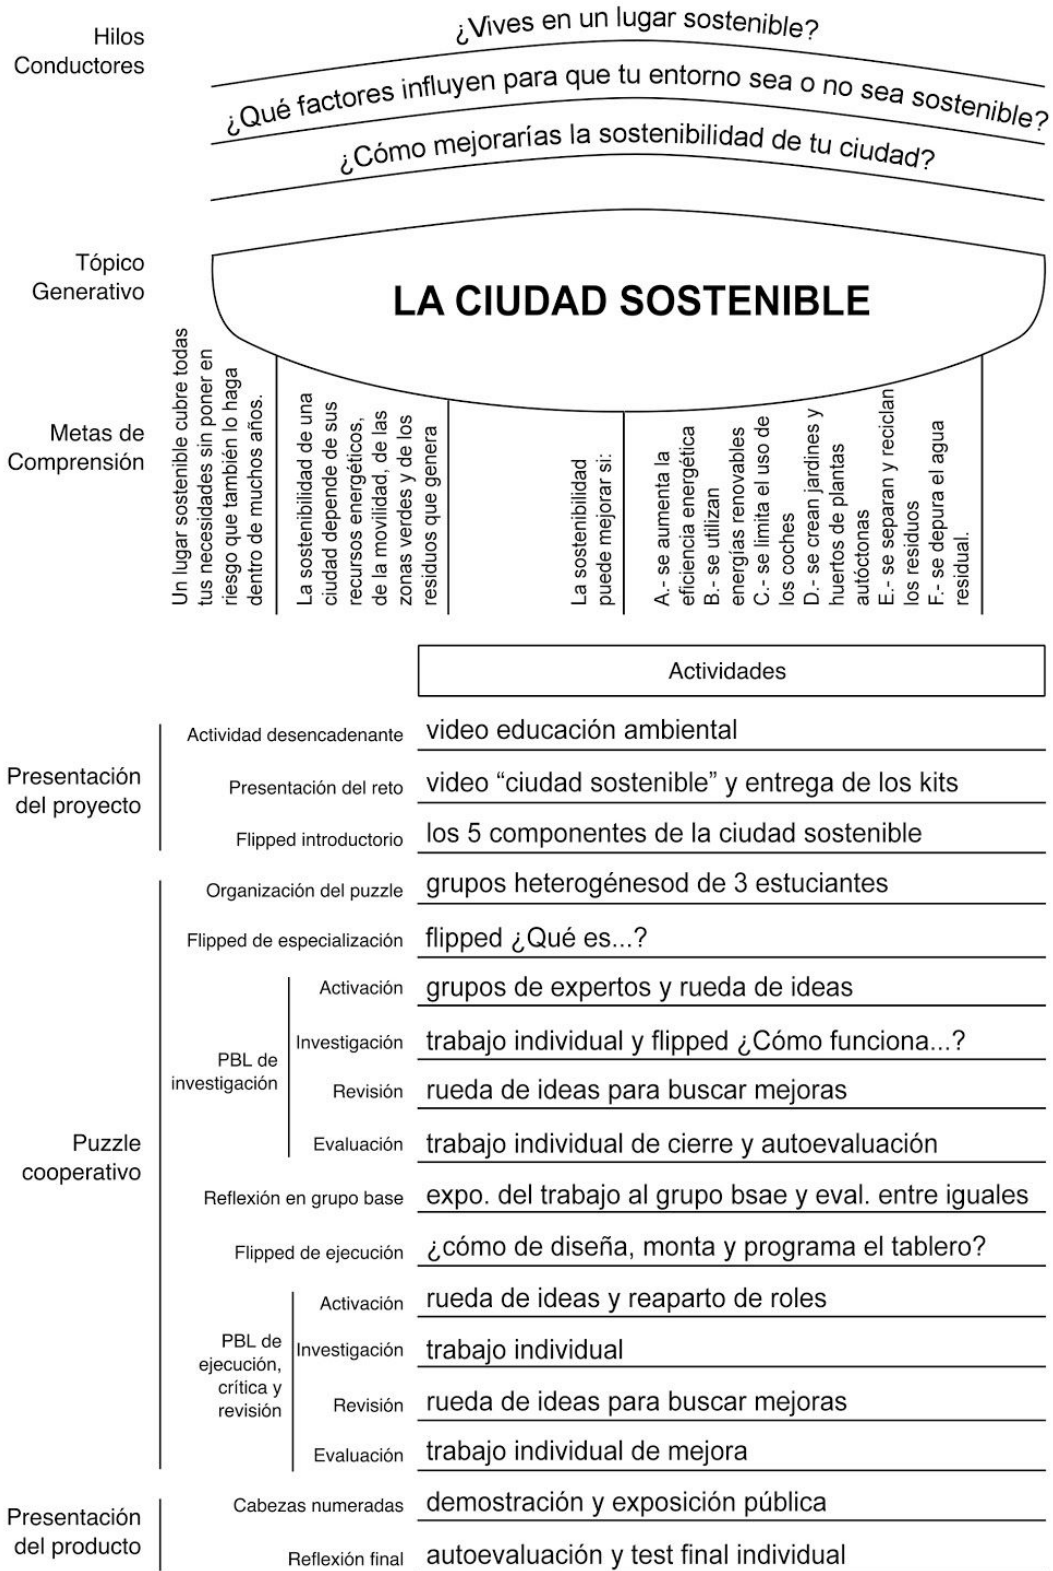 Hilos
Conductores
¿Vives en un lugar sostenible?
¿Qué factores influyen para que tu entorno sea o no sea sostenible?
¿Cómo mejorarías la sostenibilidad de tu ciudad?
Tópico
Generativo
LA CIUDAD SOSTENIBLE
Metas de
Comprensión
Un lugar sostenible cubre todas
tus necesidades sin poner en
riesgo que también lo haga
dentro de muchos años.
La sostenibilidad de una
ciudad depende de sus
recursos energéticos,
de la movilidad, de las
zonas verdes y de los
residuos que genera
La sostenibilidad
puede mejorar si:
A.- se aumenta la
eficiencia energética
B.- se utilizan
energías renovables
C.- se limita el uso de
los coches
D.- se crean jardines y
huertos de plantas
autóctonas
E.- se separan y reciclan
los residuos
F.- se depura el agua
residual.
Actividades
Presentación
del proyecto
Actividad desencadenante
video educación ambiental
Presentación del reto
video “ciudad sostenible” y entrega de los kits
Flipped introductorio
los 5 componentes de la ciudad sostenible
Puzzle
cooperativo
Organización del puzzle
grupos heterogénesod de 3 estuciantes
Flipped de especialización
flipped ¿Qué es...?
PBL de
investigación
Activación
grupos de expertos y rueda de ideas
Investigación
trabajo individual y flipped ¿Cómo funciona...?
Revisión
rueda de ideas para buscar mejoras
Evaluación
trabajo individual de cierre y autoevaluación
Reflexión en grupo base
expo. del trabajo al grupo bsae y eval. entre iguales
Flipped de ejecución
¿cómo de diseña, monta y programa el tablero?
PBL de
ejecución,
crítica y
revisión
Activación
rueda de ideas y reaparto de roles
Investigación
trabajo individual
Revisión
rueda de ideas para buscar mejoras
Evaluación
trabajo individual de mejora
Presentación
del producto
Cabezas numeradas
demostración y exposición pública
Reflexión final
autoevaluación y test final individual